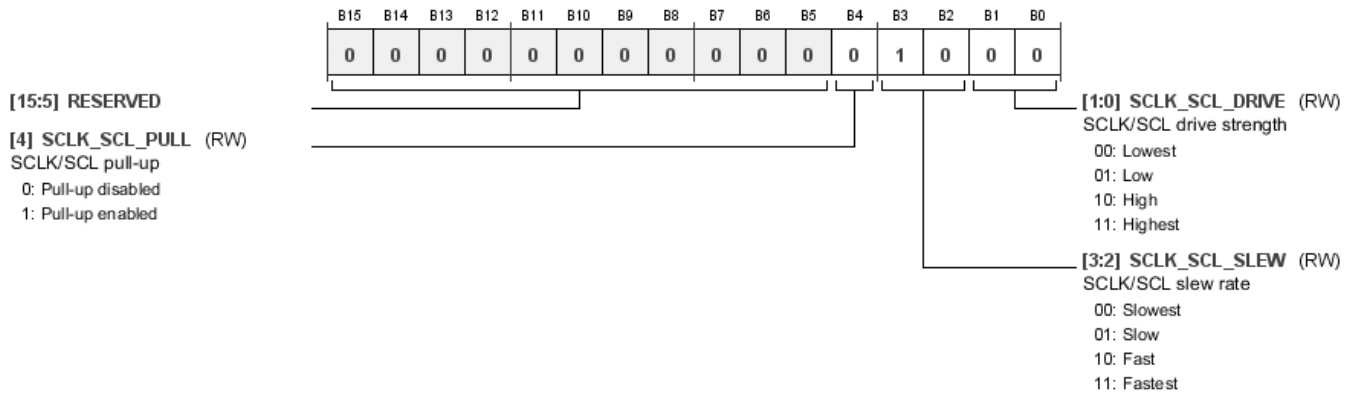 B15 B14 B13 B12 B11 B10 B9 B8 B7 B6 B5 B4 B3 B2 B1 B0
0 0 0 0 0 0 0 0 0 0 0 0 1 0 0 0
[15:5] RESERVED
[4] SCLK_SCL_PULL (RW)
SCLK/SCL pull-up
0: Pull-up disabled
1: Pull-up enabled
[1:0] SCLK_SCL_DRIVE (RW)
SCLK/SCL drive strength
00: Lowest
01: Low
10: High
11: Highest
[3:2] SCLK_SCL_SLEW (RW)
SCLK/SCL slew rate
00: Slowest
01: Slow
10: Fast
11: Fastest